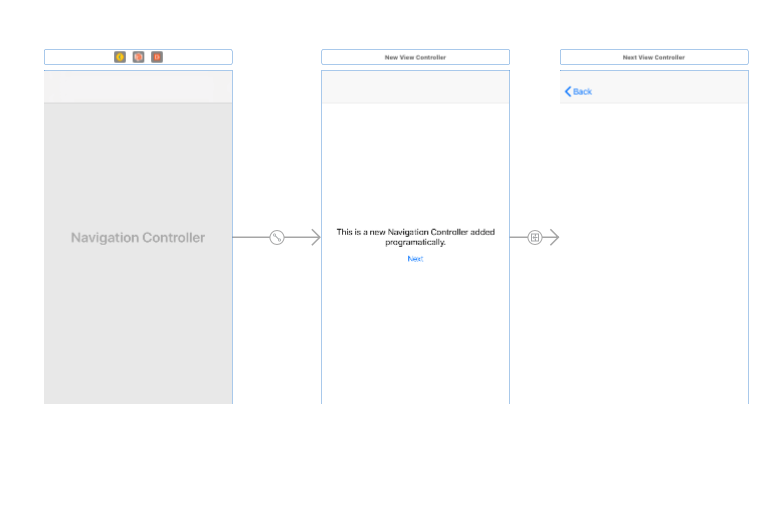 New View Controller
Next View Controller
Back
Navigation Controller
This is a new Navigation Controller added
programatically.
Next